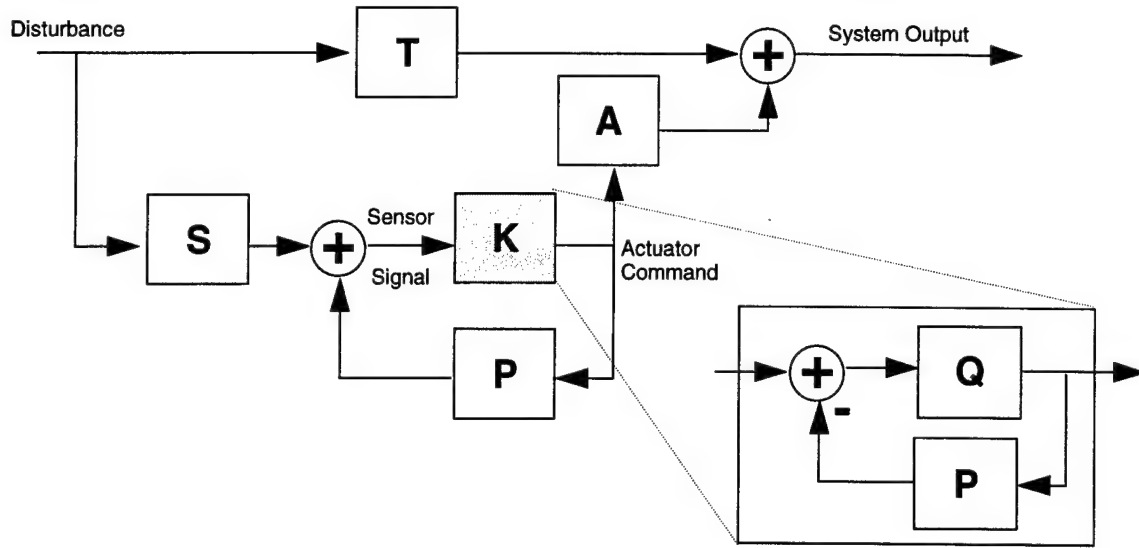 Disturbance
T
+
System Output
A
S
+
Sensor
Signal
K
Actuator
Command
P
+
-
Q
P